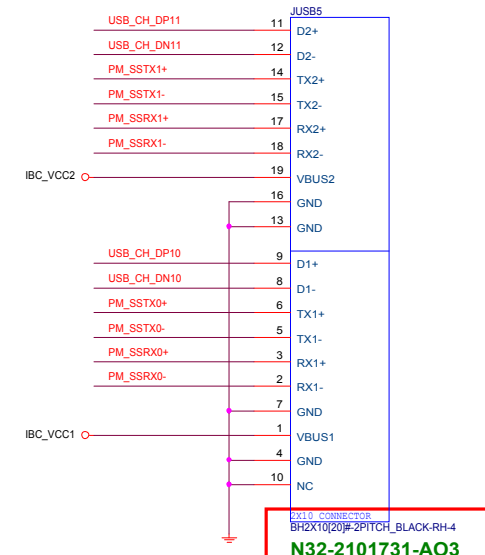 JUSB5
USB_CH_DP11 11 D2+
USB_CH_DN11 12 D2-
PM_SSTX1+ 14 TX2+
PM_SSTX1- 15 TX2-
PM_SSRX1+ 17 RX2+
PM_SSRX1- 18 RX2-
IBC_VCC2 19 VBUS2
16 GND
13 GND
USB_CH_DP10 9 D1+
USB_CH_DN10 8 D1-
PM_SSTX0+ 6 TX1+
PM_SSTX0- 5 TX1-
PM_SSRX0+ 3 RX1+
PM_SSRX0- 2 RX1-
7 GND
IBC_VCC1 1 VBUS1
4 GND
10 NC
2X10 CONNECTOR
BH2X10[20]#-2PITCH_BLACK-RH-4
N32-2101731-AO3